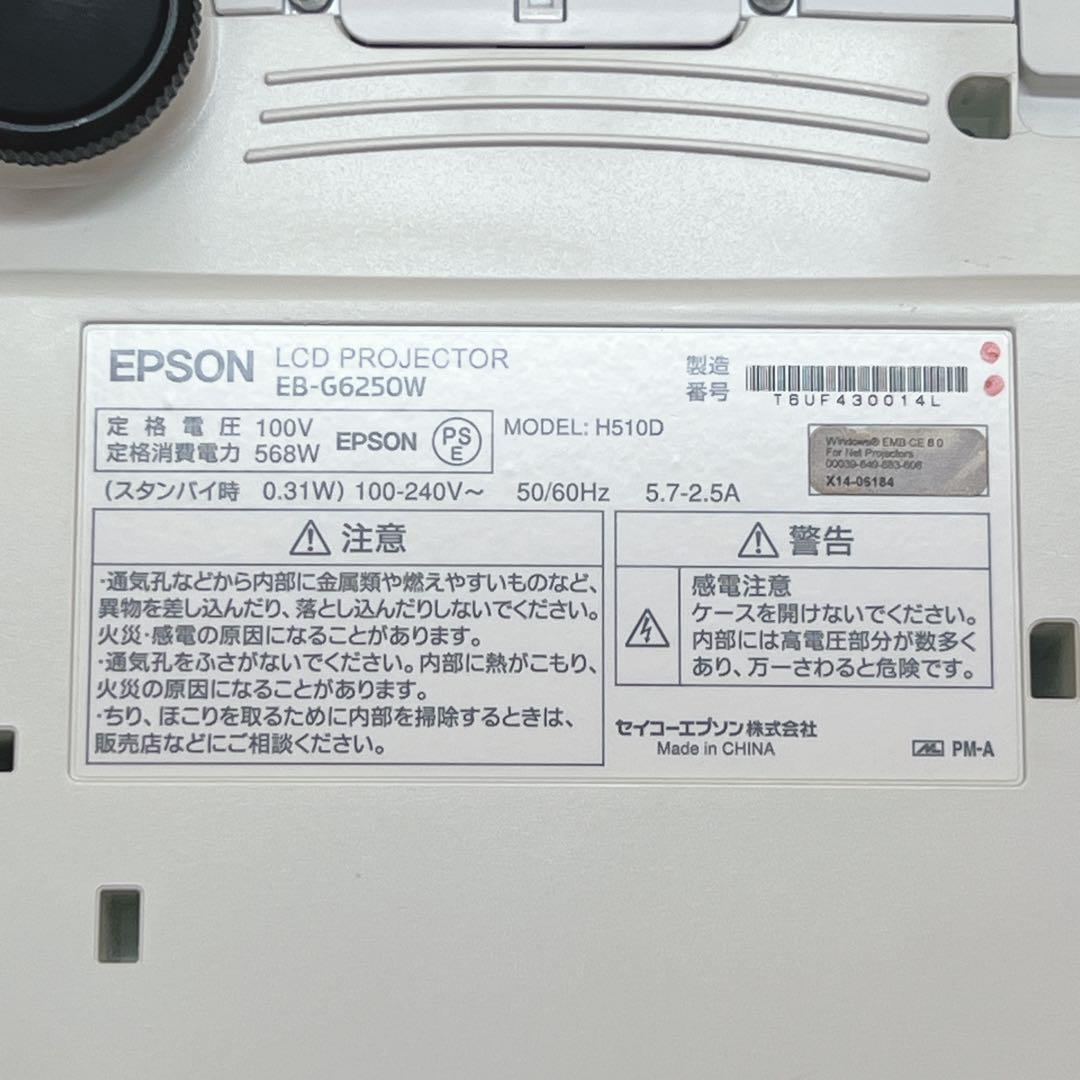 EPSON LCD PROJECTOR
EB-G6250W
製造
番号
T6UF430014L
定格電圧 100V
定格消費電力 568W
EPSON
PS
E
MODEL: H510D
Windows® EMB CE 6.0
For Net Projectors
X14-06184
(スタンバイ時 0.31W) 100-240V～ 50/60Hz 5.7-2.5A
注意
・通気孔などから内部に金属類や燃えやすいものなど、
異物を差し込んだり、落とし込んだりしないでください。
火災・感電の原因になることがあります。
・通気孔をふさがないでください。内部に熱がこもり、
火災の原因になることがあります。
・ちり、ほこりを取るために内部を掃除するときは、
販売店などにご相談ください。
警告
感電注意
ケースを開けないでください。
内部には高電圧部分が数多く
あり、万一さわると危険です。
セイコーエプソン株式会社
Made in CHINA
PM-A